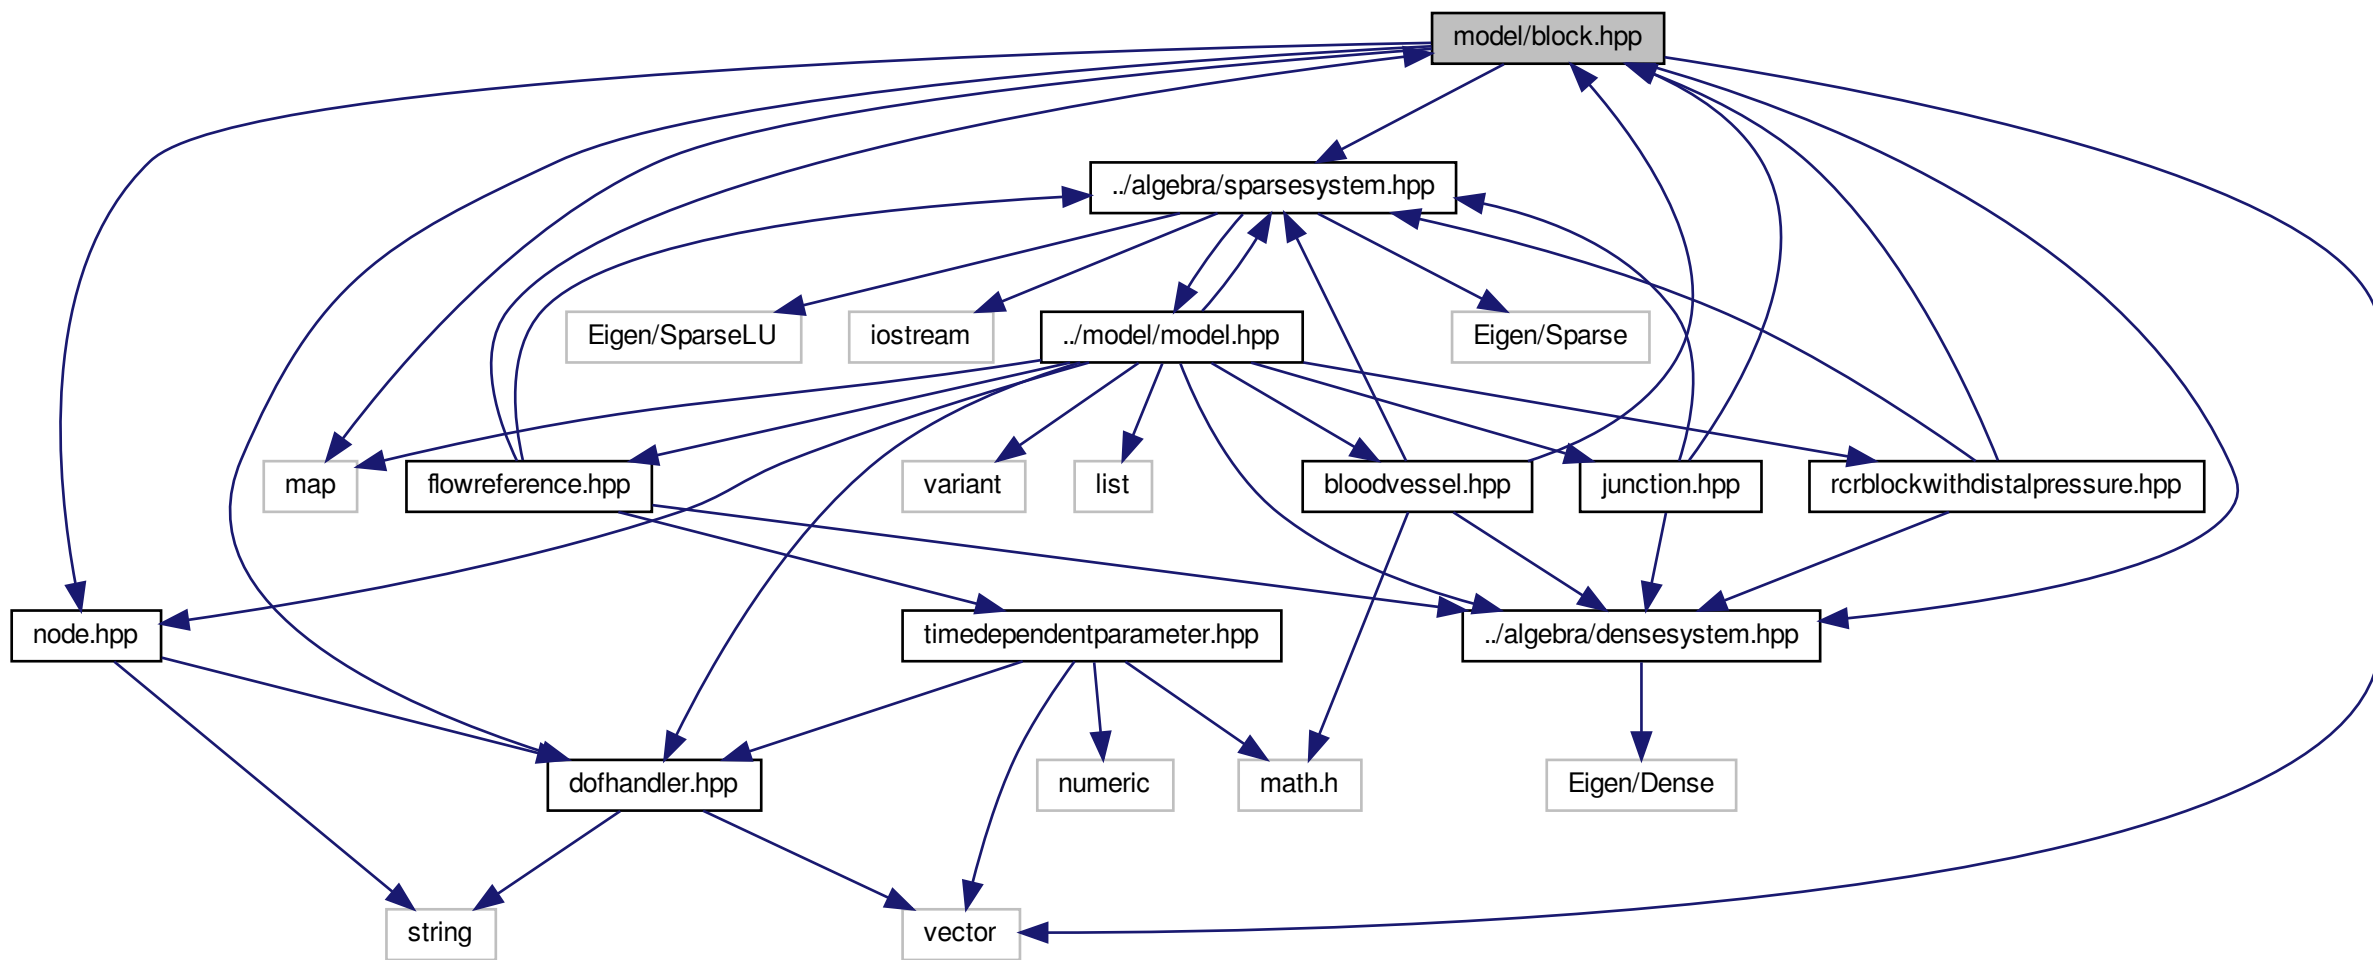 model/block.hpp
../algebra/sparsesystem.hpp
Eigen/SparseLU
iostream
../model/model.hpp
Eigen/Sparse
map
flowreference.hpp
variant
list
bloodvessel.hpp
junction.hpp
rcrblockwithdistalpressure.hpp
node.hpp
timedependentparameter.hpp
../algebra/densesystem.hpp
dofhandler.hpp
numeric
math.h
Eigen/Dense
string
vector